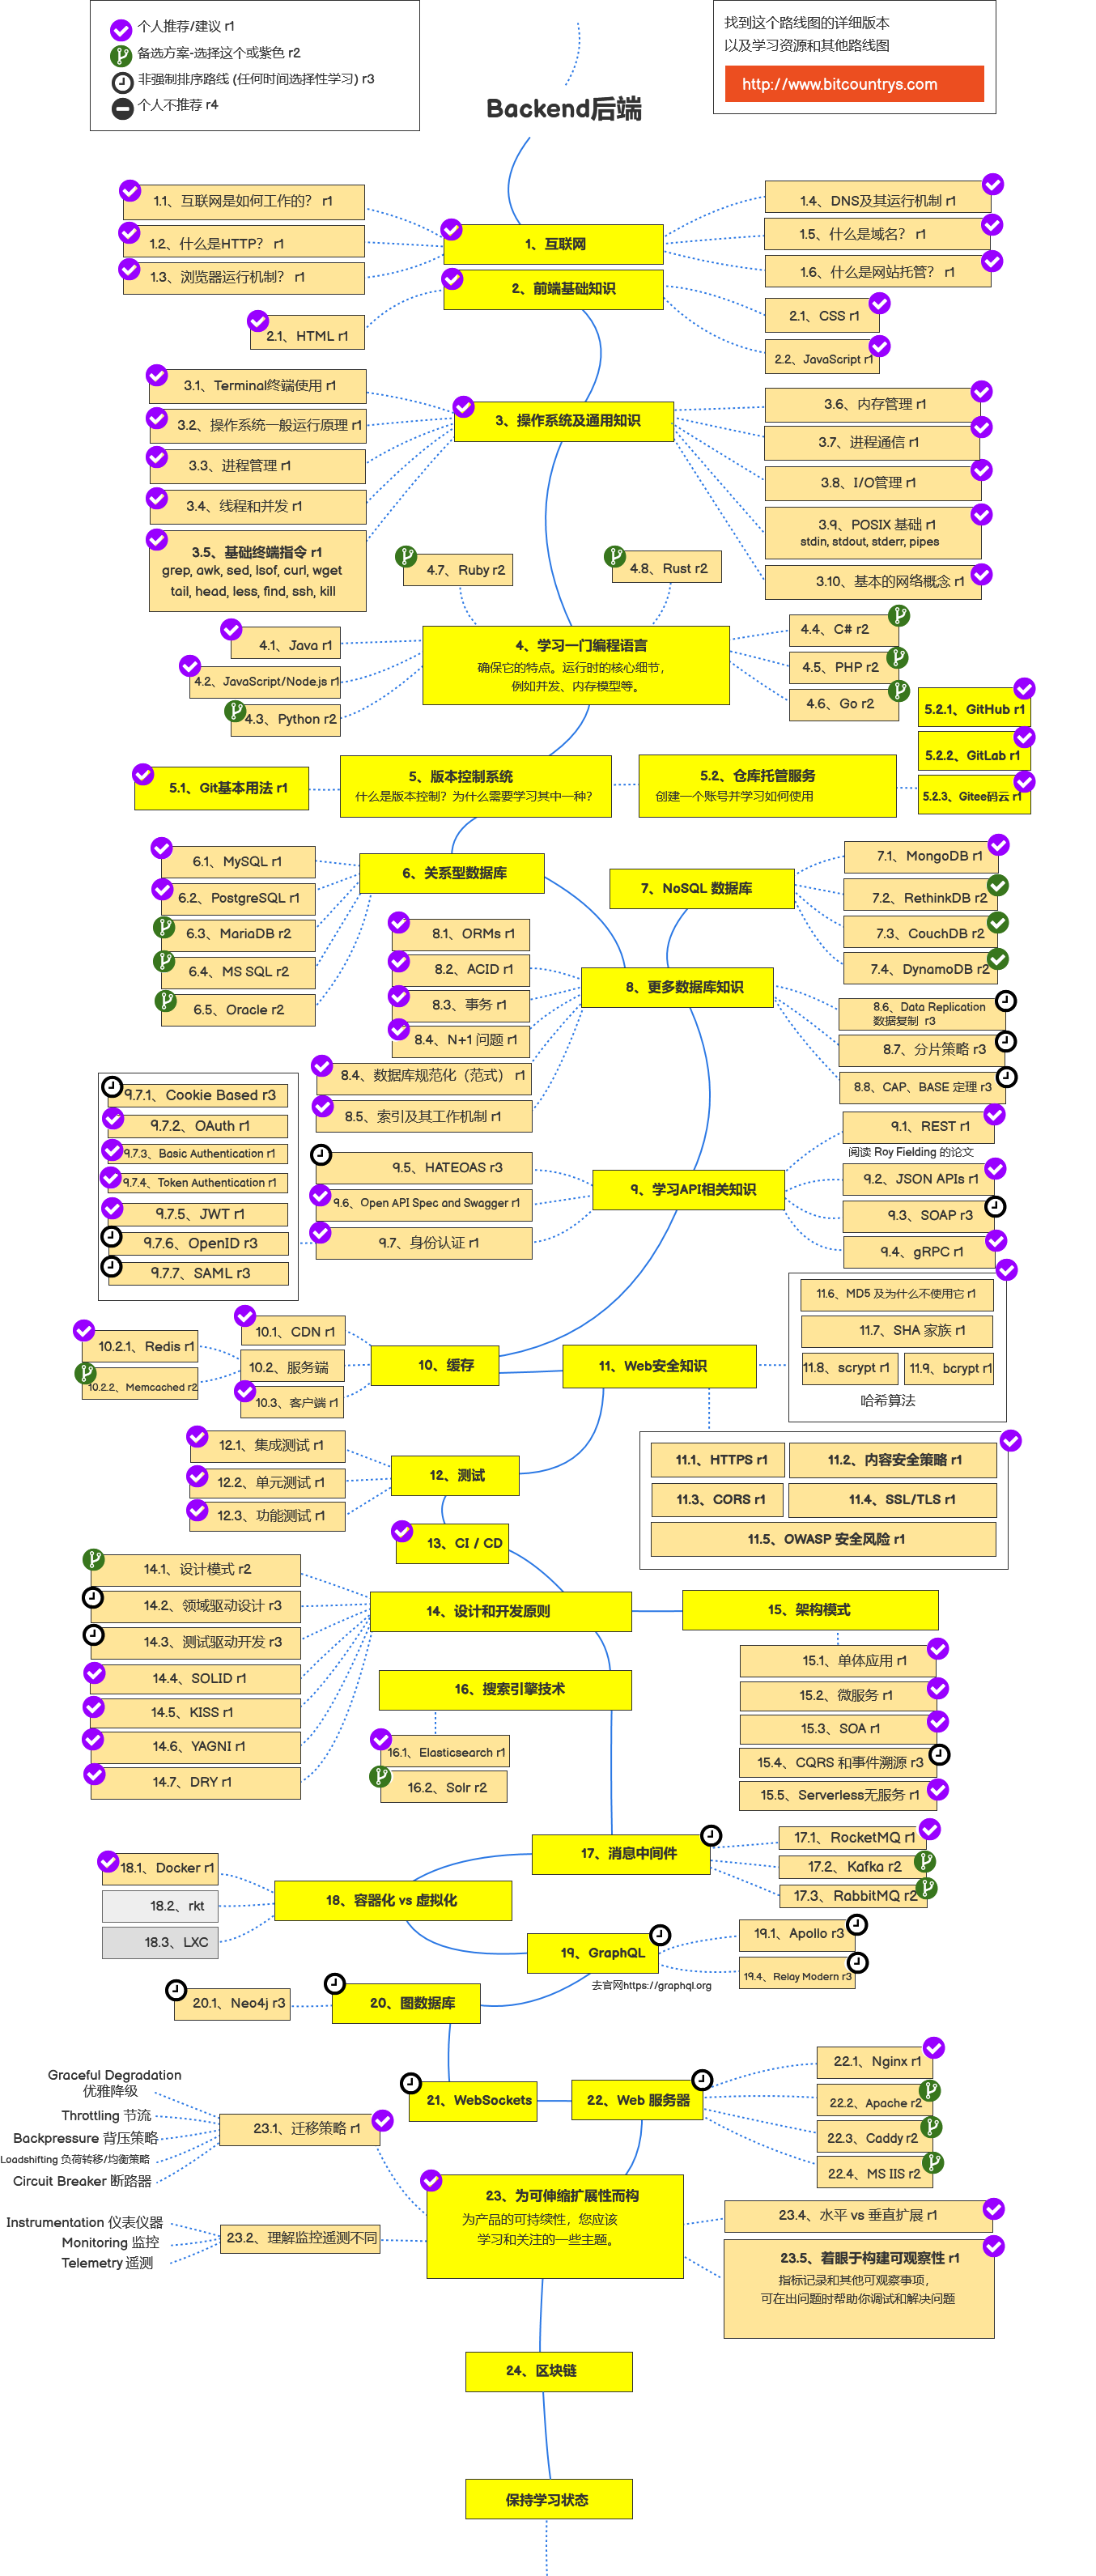 个人推荐/建议 r1
备选方案-选择这个或紫色 r2
非强制排序路线 (任何时间选择性学习) r3
个人不推荐 r4
找到这个路线图的详细版本
以及学习资源和其他路线图
http://www.bitcountrys.com
Backend后端
1.1、互联网是如何工作的？ r1
1.2、什么是HTTP？ r1
1.3、浏览器运行机制？ r1
1、互联网
1.4、DNS及其运行机制 r1
1.5、什么是域名？ r1
1.6、什么是网站托管？ r1
2、前端基础知识
2.1、HTML r1
2.1、CSS r1
2.2、JavaScript r1
3.1、Terminal终端使用 r1
3.2、操作系统一般运行原理 r1
3.3、进程管理 r1
3.4、线程和并发 r1
3.5、基础终端指令 r1
grep, awk, sed, lsof, curl, wget
tail, head, less, find, ssh, kill
3、操作系统及通用知识
3.6、内存管理 r1
3.7、进程通信 r1
3.8、I/O管理 r1
3.9、POSIX 基础 r1
stdin, stdout, stderr, pipes
3.10、基本的网络概念 r1
4.7、Ruby r2
4.8、Rust r2
4.1、Java r1
4.2、JavaScript/Node.js r1
4.3、Python r2
4、学习一门编程语言
确保它的特点。运行时的核心细节，
例如并发、内存模型等。
4.4、C# r2
4.5、PHP r2
4.6、Go r2
5.1、Git基本用法 r1
5、版本控制系统
什么是版本控制？为什么需要学习其中一种？
5.2、仓库托管服务
创建一个账号并学习如何使用
5.2.1、GitHub r1
5.2.2、GitLab r1
5.2.3、Gitee码云 r1
6.1、MySQL r1
6.2、PostgreSQL r1
6.3、MariaDB r2
6.4、MS SQL r2
6.5、Oracle r2
6、关系型数据库
7、NoSQL 数据库
7.1、MongoDB r1
7.2、RethinkDB r2
7.3、CouchDB r2
7.4、DynamoDB r2
8.1、ORMs r1
8.2、ACID r1
8.3、事务 r1
8.4、N+1 问题 r1
8.4、数据库规范化（范式） r1
8.5、索引及其工作机制 r1
8、更多数据库知识
8.6、Data Replication
数据复制 r3
8.7、分片策略 r3
8.8、CAP、BASE 定理 r3
9.7.1、Cookie Based r3
9.7.2、OAuth r1
9.7.3、Basic Authentication r1
9.7.4、Token Authentication r1
9.7.5、JWT r1
9.7.6、OpenID r3
9.7.7、SAML r3
9.5、HATEOAS r3
9.6、Open API Spec and Swagger r1
9.7、身份认证 r1
9、学习API相关知识
9.1、REST r1
阅读 Roy Fielding 的论文
9.2、JSON APIs r1
9.3、SOAP r3
9.4、gRPC r1
10.2.1、Redis r1
10.2.2、Memcached r2
10.1、CDN r1
10.2、服务端
10.3、客户端 r1
10、缓存
11、Web安全知识
11.6、MD5 及为什么不使用它 r1
11.7、SHA 家族 r1
11.8、scrypt r1
11.9、bcrypt r1
哈希算法
11.1、HTTPS r1
11.2、内容安全策略 r1
11.3、CORS r1
11.4、SSL/TLS r1
11.5、OWASP 安全风险 r1
12.1、集成测试 r1
12.2、单元测试 r1
12.3、功能测试 r1
12、测试
13、CI / CD
14.1、设计模式 r2
14.2、领域驱动设计 r3
14.3、测试驱动开发 r3
14.4、SOLID r1
14.5、KISS r1
14.6、YAGNI r1
14.7、DRY r1
14、设计和开发原则
15、架构模式
15.1、单体应用 r1
15.2、微服务 r1
15.3、SOA r1
15.4、CQRS 和事件溯源 r3
15.5、Serverless无服务 r1
16、搜索引擎技术
16.1、Elasticsearch r1
16.2、Solr r2
17、消息中间件
17.1、RocketMQ r1
17.2、Kafka r2
17.3、RabbitMQ r2
18.1、Docker r1
18.2、rkt
18.3、LXC
18、容器化 vs 虚拟化
19、GraphQL
去官网https://graphql.org
19.1、Apollo r3
19.4、Relay Modern r3
20.1、Neo4j r3
20、图数据库
21、WebSockets
22、Web 服务器
22.1、Nginx r1
22.2、Apache r2
22.3、Caddy r2
22.4、MS IIS r2
Graceful Degradation
优雅降级
Throttling 节流
Backpressure 背压策略
Loadshifting 负荷转移/均衡策略
Circuit Breaker 断路器
23.1、迁移策略 r1
Instrumentation 仪表仪器
Monitoring 监控
Telemetry 遥测
23.2、理解监控遥测不同
23、为可伸缩扩展性而构
为产品的可持续性，您应该
学习和关注的一些主题。
23.4、水平 vs 垂直扩展 r1
23.5、着眼于构建可观察性 r1
指标记录和其他可观察事项，
可在出问题时帮助你调试和解决问题
24、区块链
保持学习状态